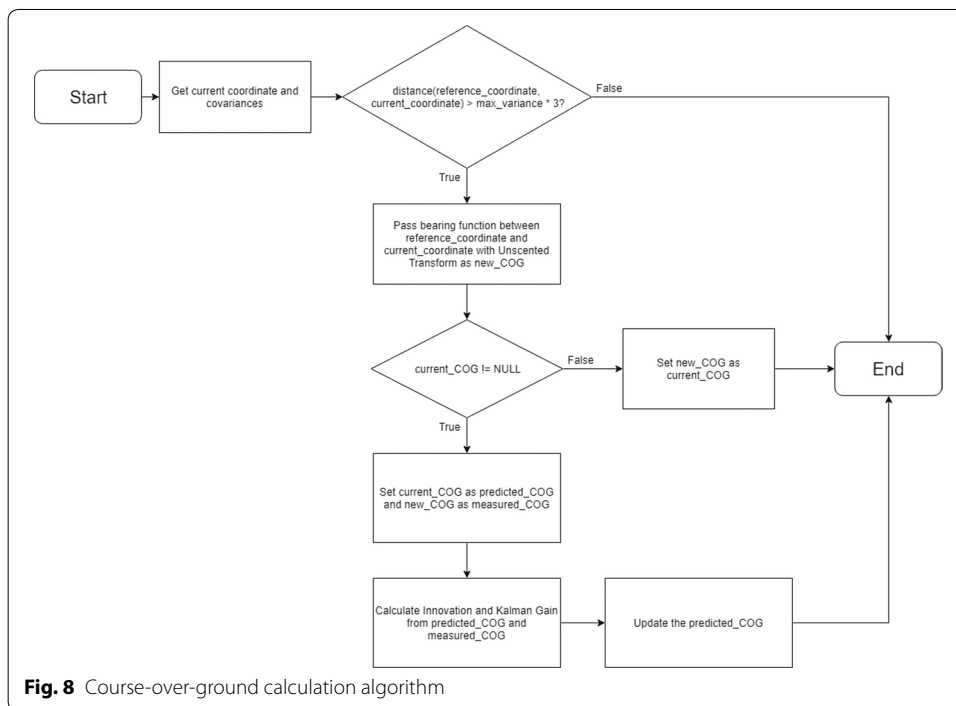 Start
Get current coordinate and
covariances
distance(reference_coordinate,
current_coordinate) > max_variance * 3?
False
True
Pass bearing function between
reference_coordinate and
current_coordinate with Unscented
Transform as new_COG
current_COG != NULL
False
Set new_COG as
current_COG
End
True
Set current_COG as predicted_COG
and new_COG as measured_COG
Calculate Innovation and Kalman Gain
from predicted_COG and
measured_COG
Update the predicted_COG
Fig. 8 Course-over-ground calculation algorithm